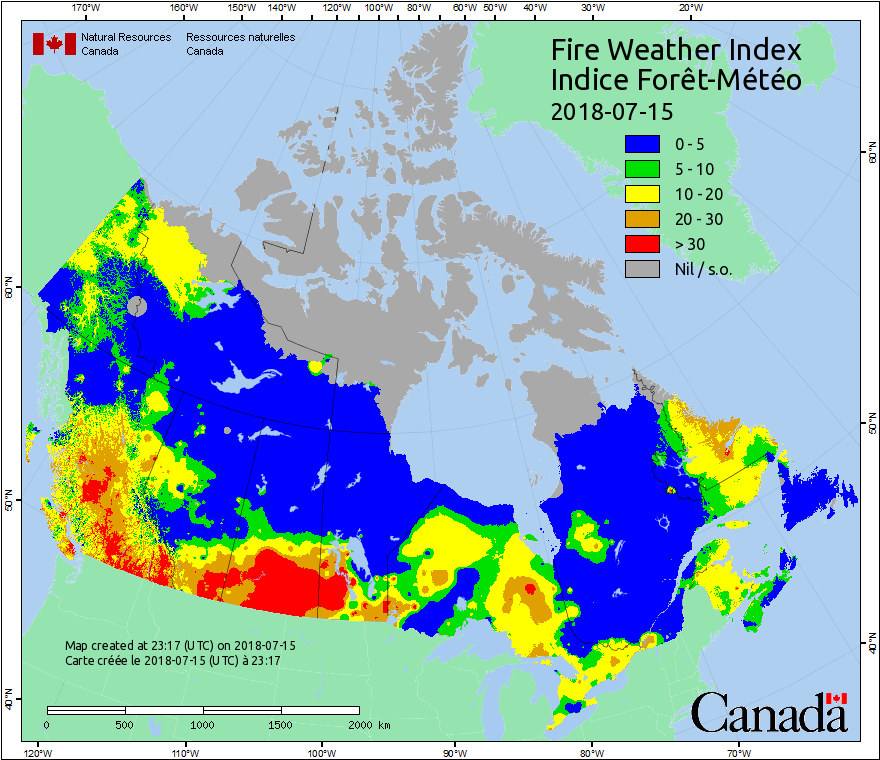 170°W 160°W 150°W 140°W 120°W 100°W 80°W 60°W 50°W 40°W 30°W 20°W
Natural Resources Canada
Ressources naturelles Canada
Fire Weather Index
Indice Forêt-Météo
2018-07-15
0 - 5
5 - 10
10 - 20
20 - 30
> 30
Nil / s.o.
60°N
50°N
40°N
60°N
50°N
40°N
Map created at 23:17 (UTC) on 2018-07-15
Carte créée le 2018-07-15 (UTC) à 23:17
0 500 1000 1500 2000 km
Canada
120°W 110°W 100°W 90°W 80°W 70°W